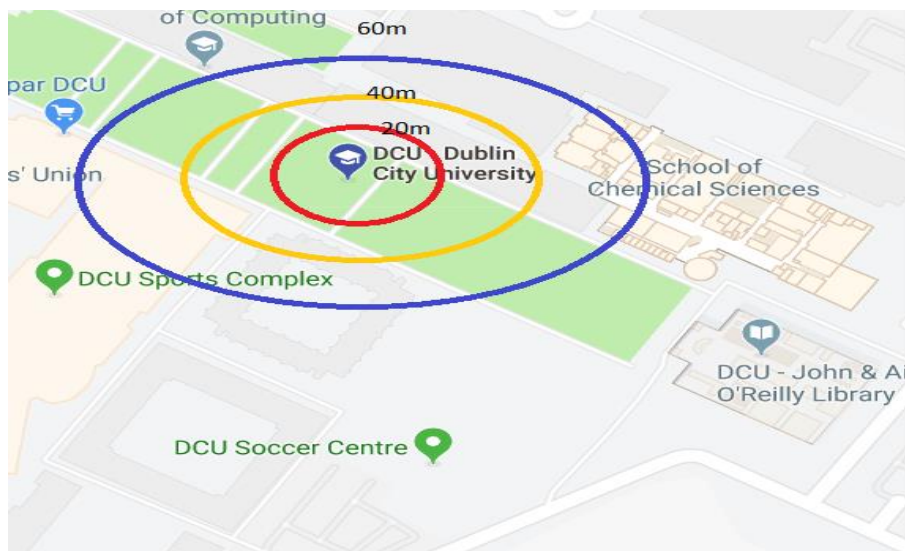 of Computing
60m
par DCU
40m
20m
DCU - Dublin
City University
s' Union
School of
Chemical Sciences
DCU Sports Complex
DCU - John & Ai
O'Reilly Library
DCU Soccer Centre